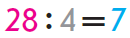 28 : 4 = 7